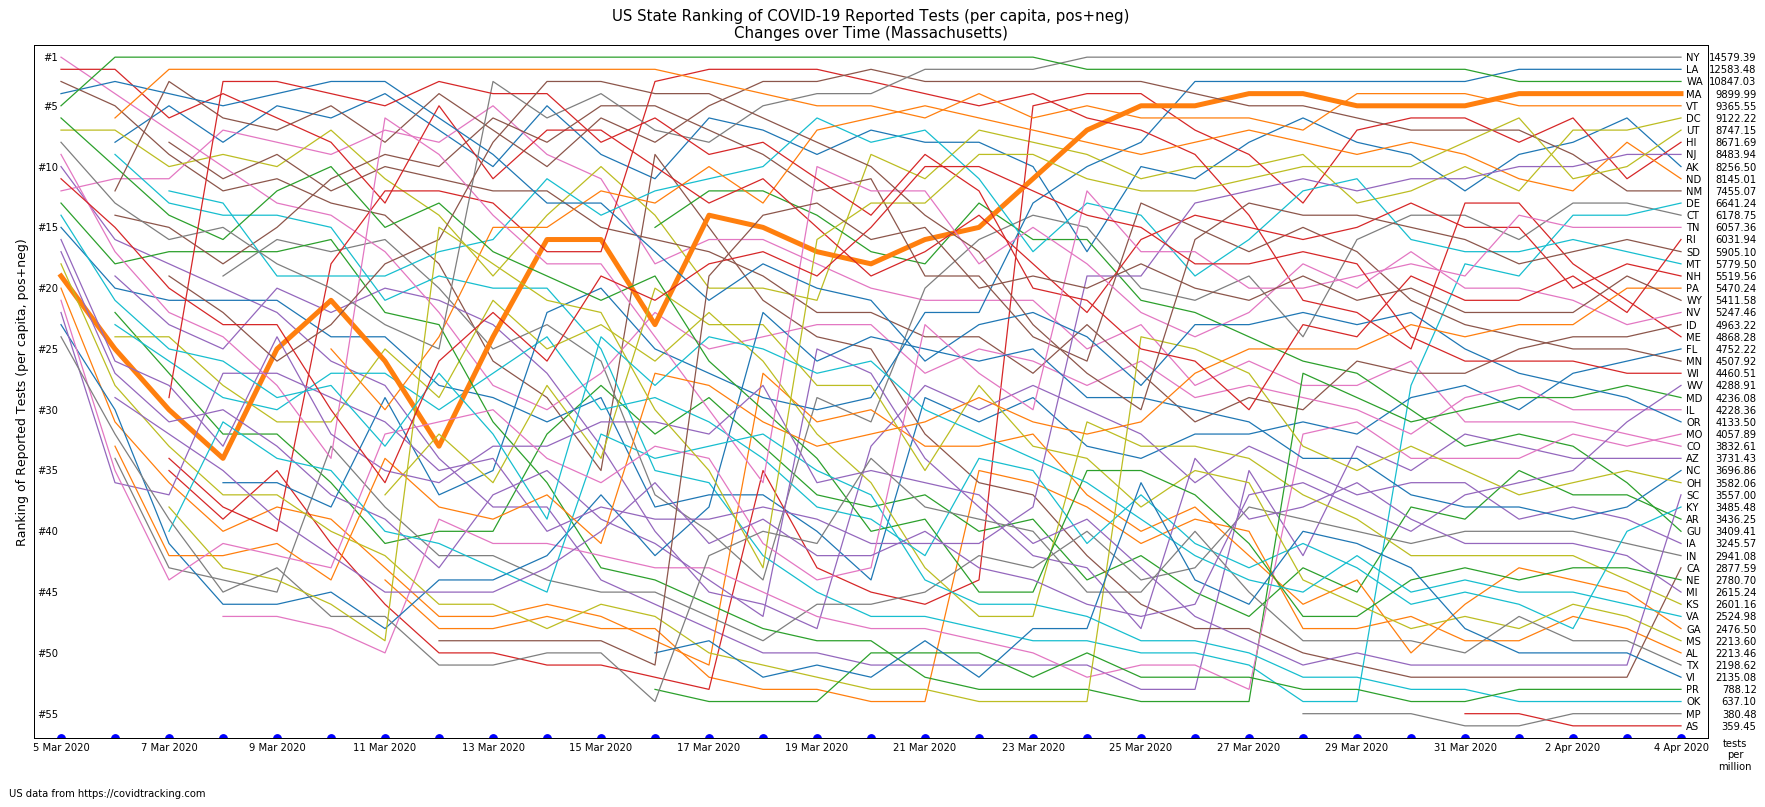 US State Ranking of COVID-19 Reported Tests (per capita, pos+neg)
Changes over Time (Massachusetts)
Ranking of Reported Tests (per capita, pos+neg)
#1
#5
#10
#15
#20
#25
#30
#35
#40
#45
#50
#55
NY 14579.39
LA 12583.48
WA 10847.03
MA 9899.99
VT 9365.55
DC 9122.22
UT 8747.15
HI 8671.69
NJ 8483.94
AK 8256.50
ND 8145.01
NM 7455.07
DE 6641.24
CT 6178.75
TN 6057.36
RI 6031.94
SD 5905.10
MT 5779.50
NH 5519.56
PA 5470.24
WY 5411.58
NV 5247.46
ID 4963.22
ME 4868.28
FL 4752.22
MN 4507.92
WI 4460.51
WV 4288.91
MD 4236.08
IL 4228.36
OR 4133.50
MO 4057.89
CO 3832.61
AZ 3731.43
NC 3696.86
OH 3582.06
SC 3557.00
KY 3485.48
AR 3436.25
GU 3409.41
IA 3245.57
IN 2941.08
CA 2877.59
NE 2780.70
MI 2615.24
KS 2601.16
VA 2524.98
GA 2476.50
MS 2213.60
AL 2213.46
TX 2198.62
VI 2135.08
PR 788.12
OK 637.10
MP 380.48
AS 359.45
5 Mar 2020
7 Mar 2020
9 Mar 2020
11 Mar 2020
13 Mar 2020
15 Mar 2020
17 Mar 2020
19 Mar 2020
21 Mar 2020
23 Mar 2020
25 Mar 2020
27 Mar 2020
29 Mar 2020
31 Mar 2020
2 Apr 2020
4 Apr 2020
tests
per
million
US data from https://covidtracking.com